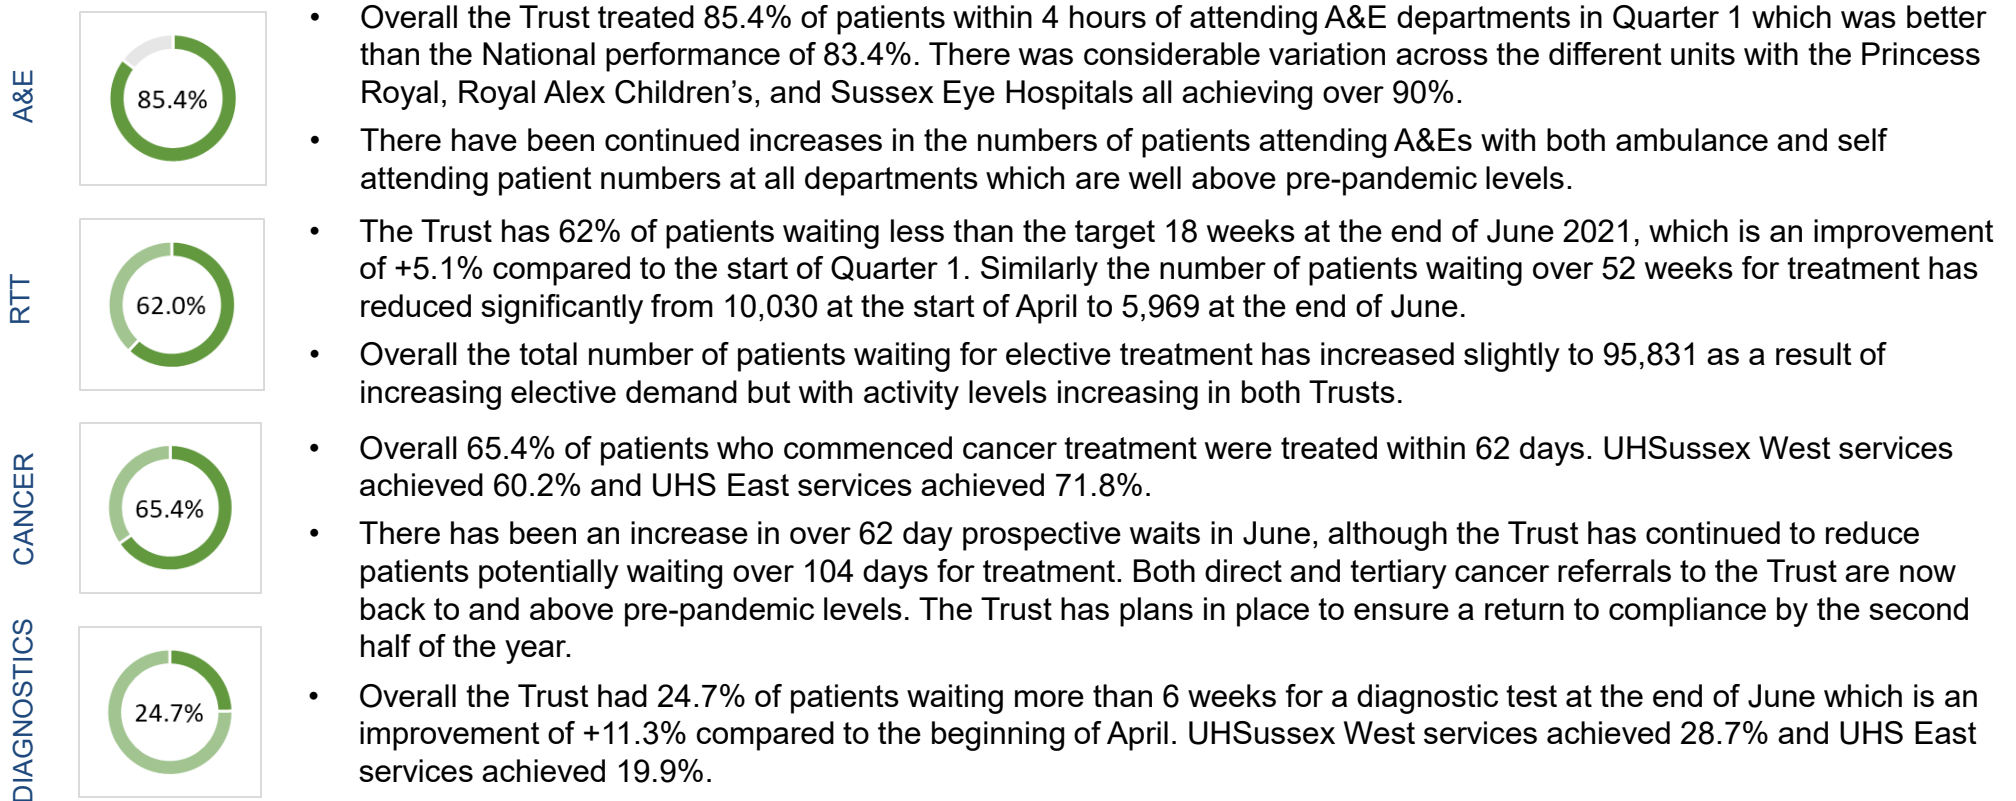 A&E
85.4%
• Overall the Trust treated 85.4% of patients within 4 hours of attending A&E departments in Quarter 1 which was better
than the National performance of 83.4%. There was considerable variation across the different units with the Princess
Royal, Royal Alex Children’s, and Sussex Eye Hospitals all achieving over 90%.
• There have been continued increases in the numbers of patients attending A&Es with both ambulance and self
attending patient numbers at all departments which are well above pre-pandemic levels.
RTT
62.0%
• The Trust has 62% of patients waiting less than the target 18 weeks at the end of June 2021, which is an improvement
of +5.1% compared to the start of Quarter 1. Similarly the number of patients waiting over 52 weeks for treatment has
reduced significantly from 10,030 at the start of April to 5,969 at the end of June.
• Overall the total number of patients waiting for elective treatment has increased slightly to 95,831 as a result of
increasing elective demand but with activity levels increasing in both Trusts.
CANCER
65.4%
• Overall 65.4% of patients who commenced cancer treatment were treated within 62 days. UHSussex West services
achieved 60.2% and UHS East services achieved 71.8%.
• There has been an increase in over 62 day prospective waits in June, although the Trust has continued to reduce
patients potentially waiting over 104 days for treatment. Both direct and tertiary cancer referrals to the Trust are now
back to and above pre-pandemic levels. The Trust has plans in place to ensure a return to compliance by the second
half of the year.
DIAGNOSTICS
24.7%
• Overall the Trust had 24.7% of patients waiting more than 6 weeks for a diagnostic test at the end of June which is an
improvement of +11.3% compared to the beginning of April. UHSussex West services achieved 28.7% and UHS East
services achieved 19.9%.